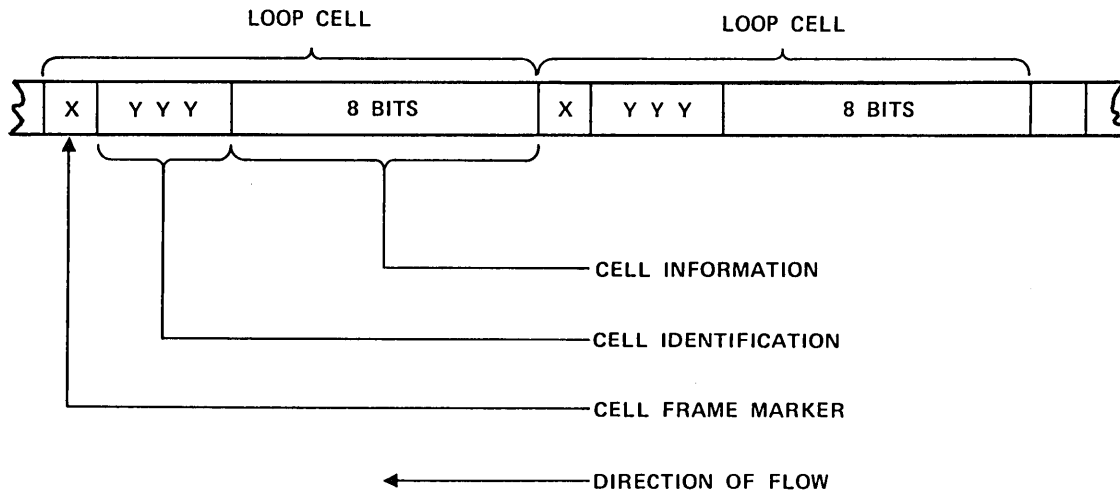 LOOP CELL LOOP CELL
X Y Y Y 8 BITS X Y Y Y 8 BITS
CELL INFORMATION
CELL IDENTIFICATION
CELL FRAME MARKER
DIRECTION OF FLOW